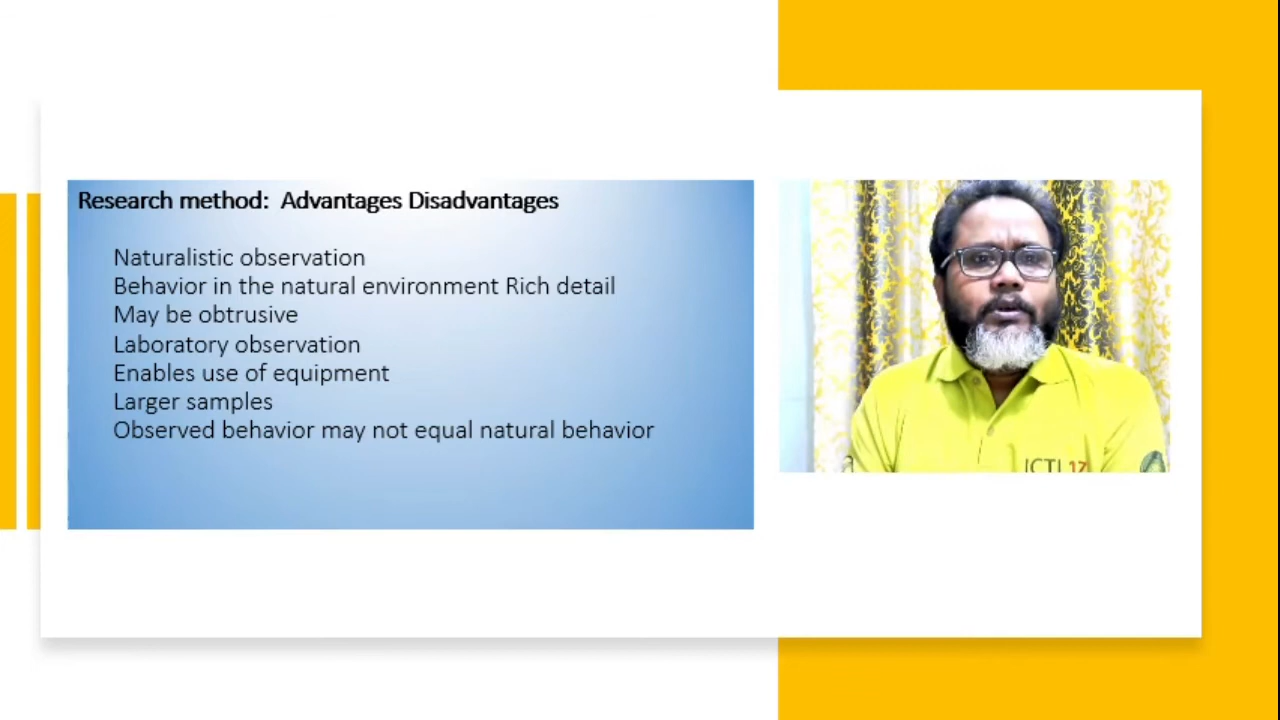 Research method:  Advantages Disadvantages
Naturalistic observation
Behavior in the natural environment Rich detail
May be obtrusive
Laboratory observation
Enables use of equipment
Larger samples
Observed behavior may not equal natural behavior